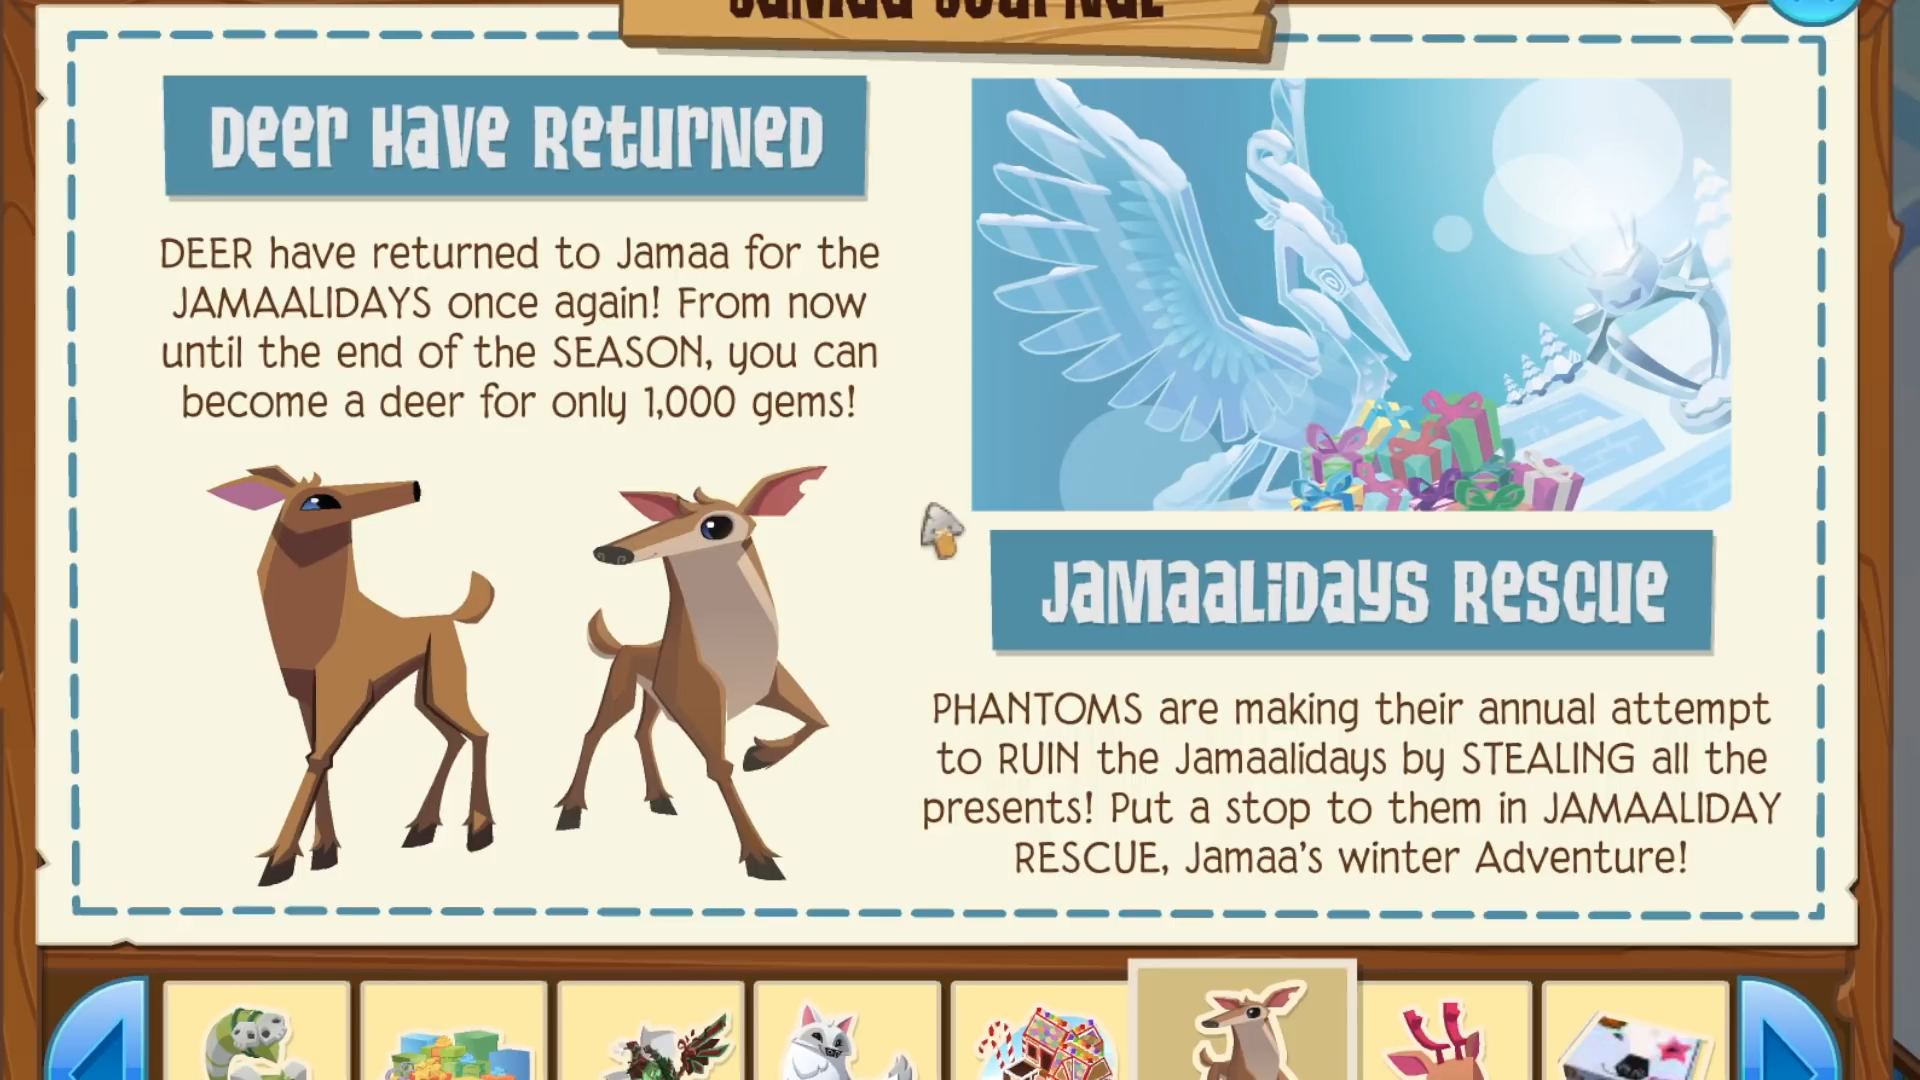 Jamaa Journal
Deer Have Returned
DEER have returned to Jamaa for the
JAMAALIDAYS once again! From now
until the end of the SEASON, you can
become a deer for only 1,000 gems!
Jamaalidays Rescue
PHANTOMS are making their annual attempt
to RUIN the Jamaalidays by STEALING all the
presents! Put a stop to them in JAMAALIDAY
RESCUE, Jamaa's winter Adventure!